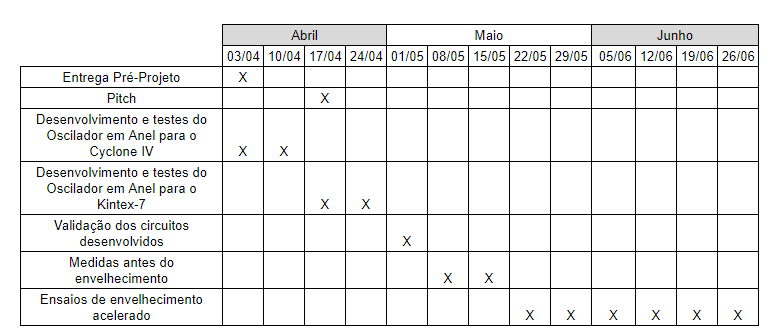 Abril Maio Junho
03/04 10/04 17/04 24/04 01/05 08/05 15/05 22/05 29/05 05/06 12/06 19/06 26/06
Entrega Pré-Projeto X
Pitch X
Desenvolvimento e testes do
Oscilador em Anel para o
Cyclone IV X X
Desenvolvimento e testes do
Oscilador em Anel para o
Kintex-7 X X
Validação dos circuitos
desenvolvidos X
Medidas antes do
envelhecimento X X
Ensaios de envelhecimento
acelerado X X X X X X